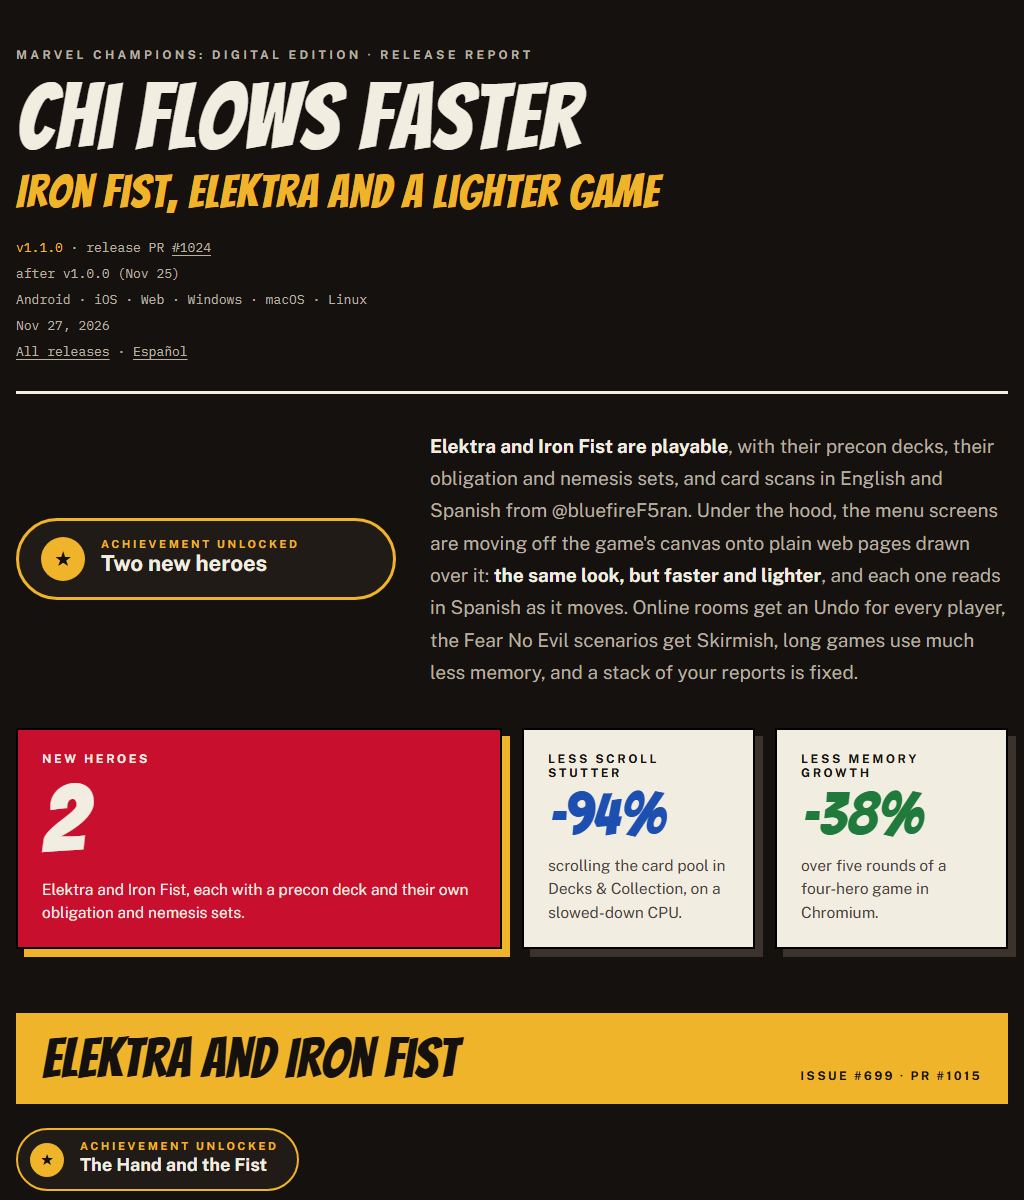 MARVEL CHAMPIONS: DIGITAL EDITION · RELEASE REPORT
CHI FLOWS FASTER
IRON FIST, ELEKTRA AND A LIGHTER GAME
v1.1.0 · release PR #1024
after v1.0.0 (Nov 25)
Android · iOS · Web · Windows · macOS · Linux
Nov 27, 2026
All releases · Español
ACHIEVEMENT UNLOCKED
Two new heroes
Elektra and Iron Fist are playable, with their precon decks, their
obligation and nemesis sets, and card scans in English and
Spanish from @bluefireF5ran. Under the hood, the menu screens
are moving off the game's canvas onto plain web pages drawn
over it: the same look, but faster and lighter, and each one reads
in Spanish as it moves. Online rooms get an Undo for every player,
the Fear No Evil scenarios get Skirmish, long games use much
less memory, and a stack of your reports is fixed.
NEW HEROES
2
Elektra and Iron Fist, each with a precon deck and their own
obligation and nemesis sets.
LESS SCROLL
STUTTER
-94%
scrolling the card pool in
Decks & Collection, on a
slowed-down CPU.
LESS MEMORY
GROWTH
-38%
over five rounds of a
four-hero game in
Chromium.
ELEKTRA AND IRON FIST
ISSUE #699 · PR #1015
ACHIEVEMENT UNLOCKED
The Hand and the Fist